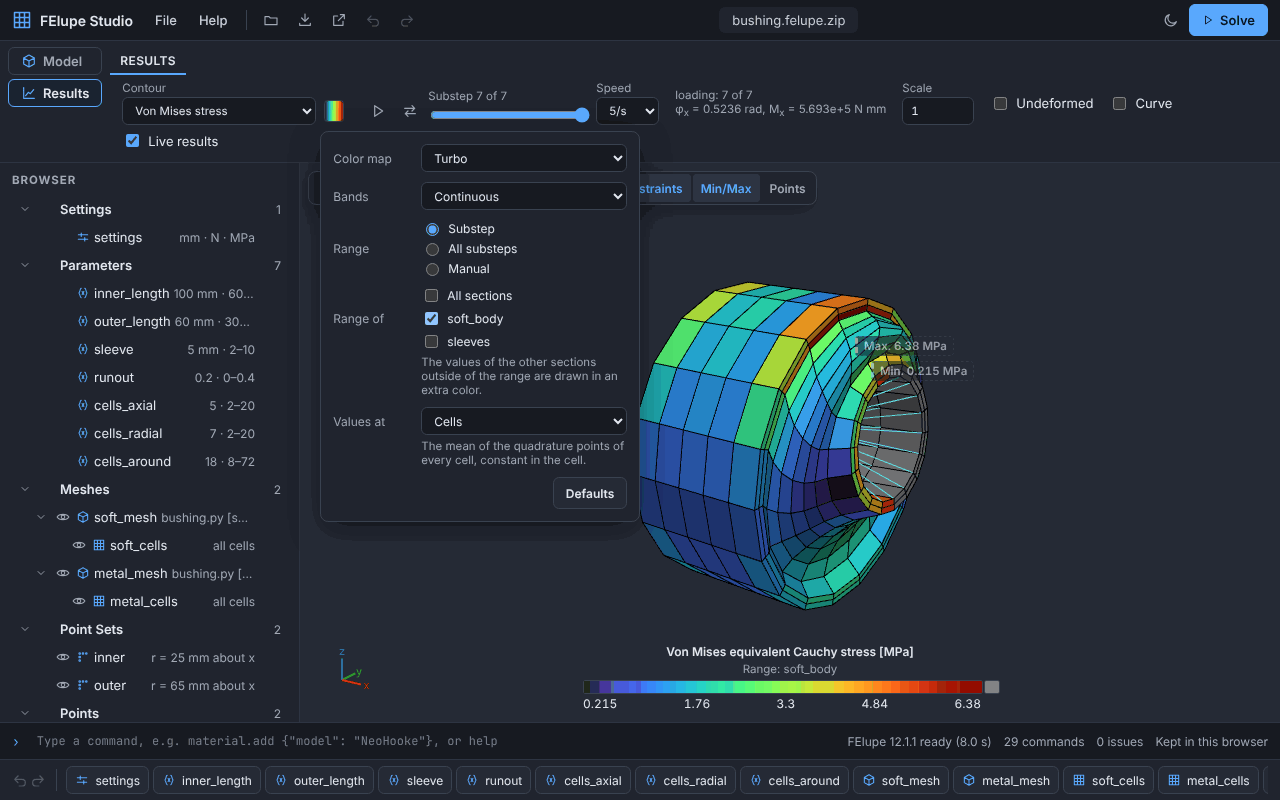 FElupe Studio File Help bushing.felupe.zip Solve
Model RESULTS
Results
Contour Substep 7 of 7 Speed loading: 7 of 7 Scale
Von Mises stress 5/s φx = 0.5236 rad, Mx = 5.693e+5 N mm 1 Undeformed Curve
Live results
BROWSER
Settings 1
settings mm · N · MPa
Parameters 7
inner_length 100 mm · 60...
outer_length 60 mm · 30...
sleeve 5 mm · 2–10
runout 0.2 · 0–0.4
cells_axial 5 · 2–20
cells_radial 7 · 2–20
cells_around 18 · 8–72
Meshes 2
soft_mesh bushing.py [s...
soft_cells all cells
metal_mesh bushing.py [...
metal_cells all cells
Point Sets 2
inner r = 25 mm about x
outer r = 65 mm about x
Points 2
Color map Turbo
Bands Continuous
Range Substep
All substeps
Manual
All sections
Range of soft_body
sleeves
The values of the other sections
outside of the range are drawn in an
extra color.
Values at Cells
The mean of the quadrature points of
every cell, constant in the cell.
Defaults
straints Min/Max Points
Max. 6.38 MPa
Min. 0.215 MPa
z
y
x
Von Mises equivalent Cauchy stress [MPa]
Range: soft_body
0.215 1.76 3.3 4.84 6.38
Type a command, e.g. material.add {"model": "NeoHooke"}, or help FElupe 12.1.1 ready (8.0 s) 29 commands 0 issues Kept in this browser
settings inner_length outer_length sleeve runout cells_axial cells_radial cells_around soft_mesh metal_mesh soft_cells metal_cells